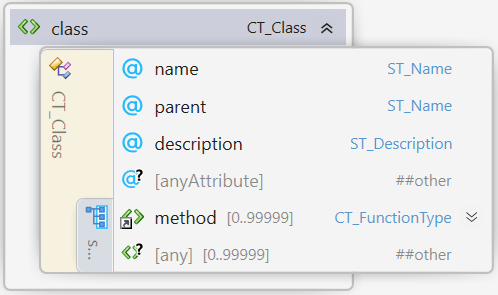 class CT_Class
CT_Class
name ST_Name
parent ST_Name
description ST_Description
[anyAttribute] ##other
S...
method [0..99999] CT_FunctionType
[any] [0..99999] ##other